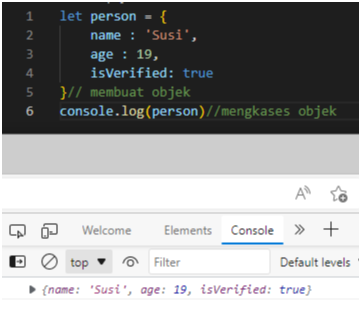 1 let person = {
2 name : 'Susi',
3 age : 19,
4 isVerified: true
5 }// membuat objek
6 console.log(person)//mengkases objek
A
Welcome Elements Console » +
top ▼ Filter Default levels
▶ {name: 'Susi', age: 19, isVerified: true}